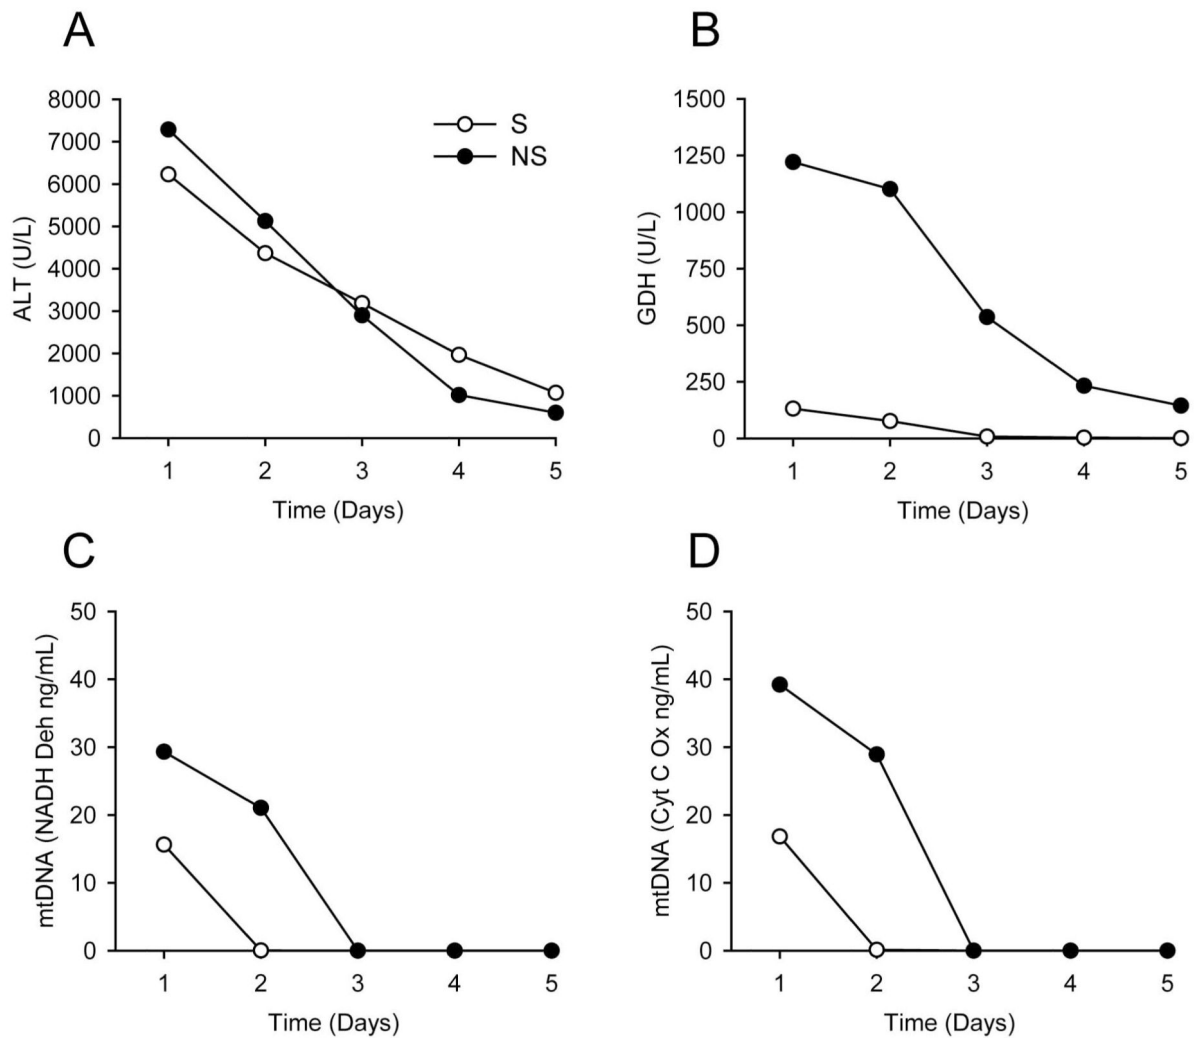 A
8000
7000
6000
5000
4000
3000
2000
1000
0
ALT (U/L)
S
NS
1 2 3 4 5
Time (Days)
B
1500
1250
1000
750
500
250
0
GDH (U/L)
1 2 3 4 5
Time (Days)
C
50
40
30
20
10
0
mtDNA (NADH Deh ng/mL)
1 2 3 4 5
Time (Days)
D
50
40
30
20
10
0
mtDNA (Cyt C Ox ng/mL)
1 2 3 4 5
Time (Days)